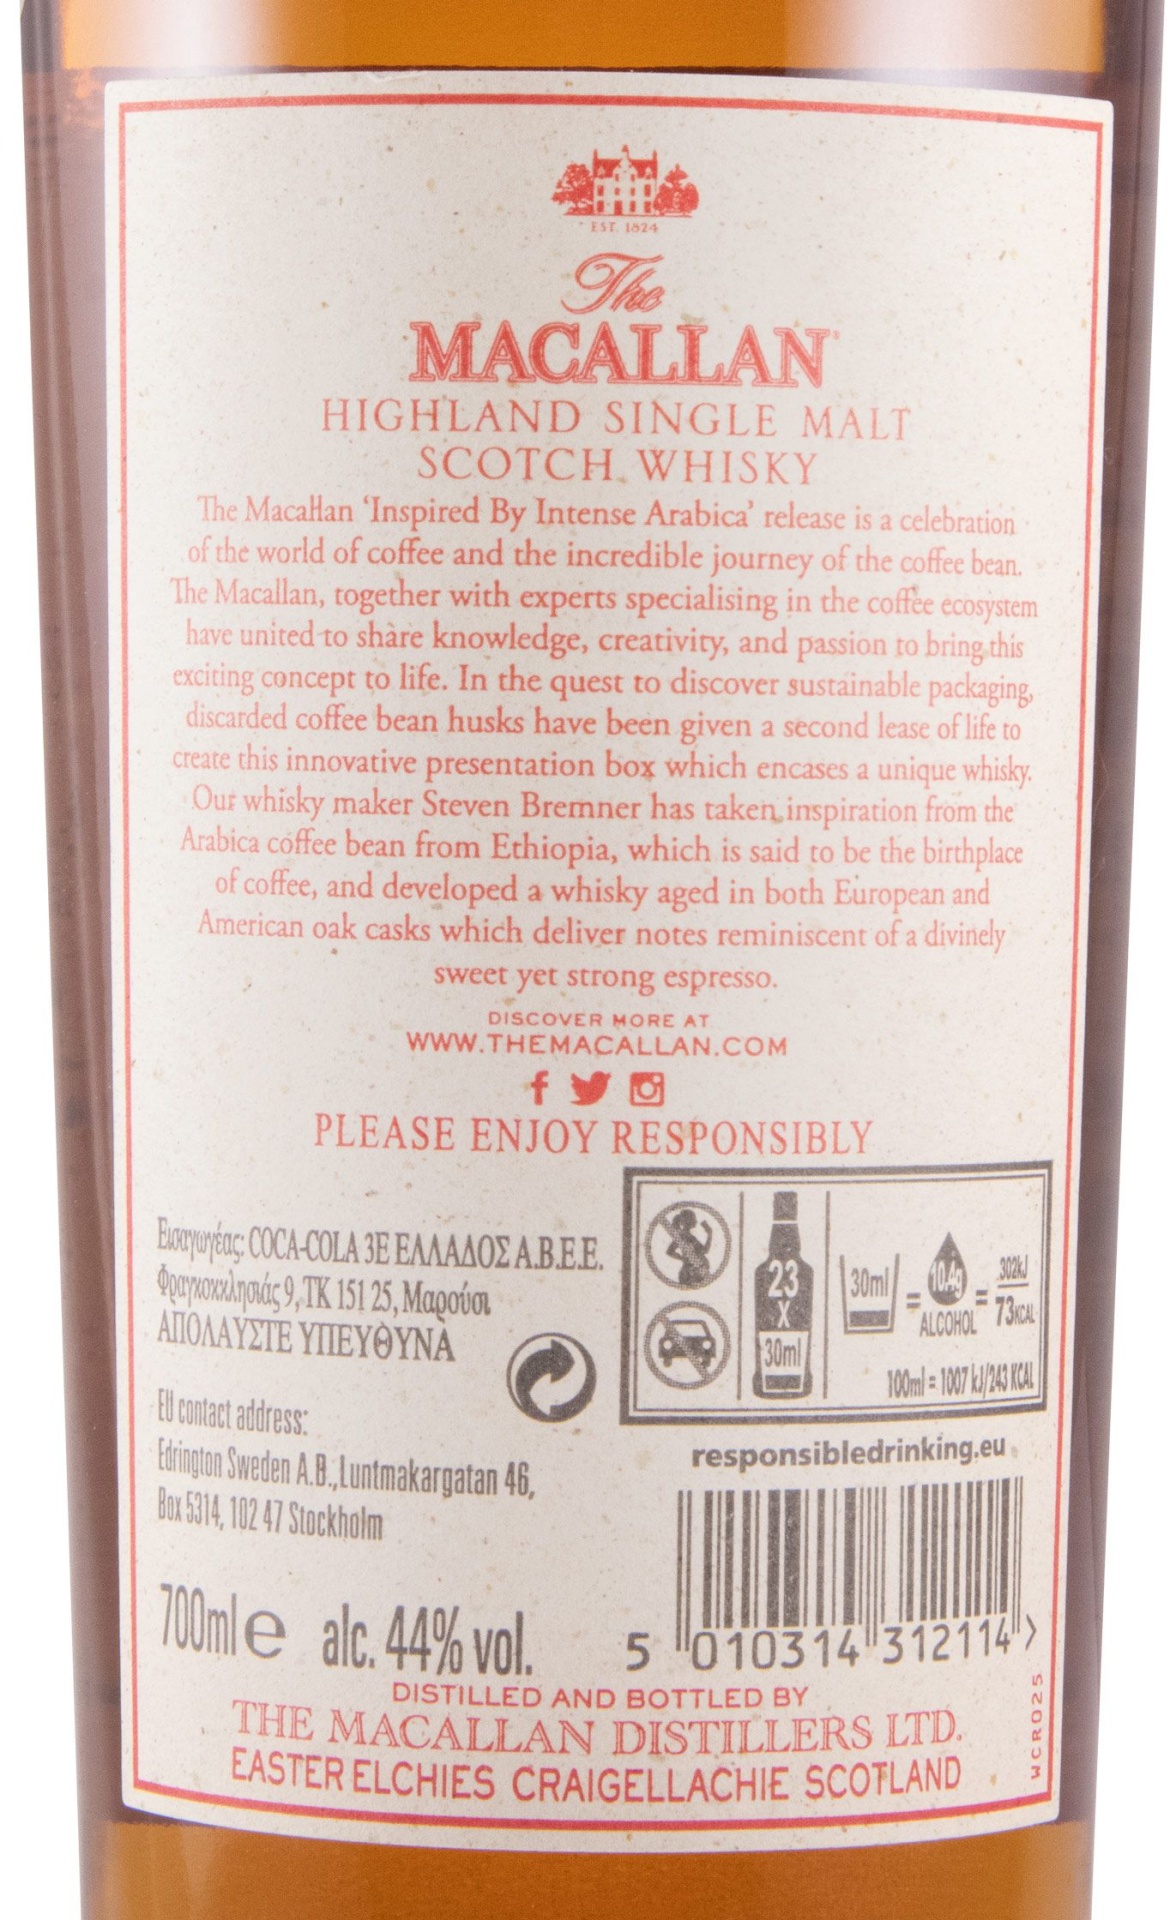 EST. 1824
The
MACALLAN
HIGHLAND SINGLE MALT
SCOTCH WHISKY
The Macallan ‘Inspired By Intense Arabica’ release is a celebration
of the world of coffee and the incredible journey of the coffee bean.
The Macallan, together with experts specialising in the coffee ecosystem
have united to share knowledge, creativity, and passion to bring this
exciting concept to life. In the quest to discover sustainable packaging,
discarded coffee bean husks have been given a second lease of life to
create this innovative presentation box which encases a unique whisky.
Our whisky maker Steven Bremner has taken inspiration from the
Arabica coffee bean from Ethiopia, which is said to be the birthplace
of coffee, and developed a whisky aged in both European and
American oak casks which deliver notes reminiscent of a divinely
sweet yet strong espresso.
DISCOVER MORE AT
WWW.THEMACALLAN.COM
PLEASE ENJOY RESPONSIBLY
Εισαγωγέας: COCA-COLA 3E ΕΛΛΑΔΟΣ Α.Β.Ε.Ε.
Φραγκοκκλησιάς 9, ΤΚ 151 25, Μαρούσι
ΑΠΟΛΑΥΣΤΕ ΥΠΕΥΘΥΝΑ
EU contact address:
Edrington Sweden A.B.,Luntmakargatan 46,
Box 5314, 102 47 Stockholm
23
X
30ml
30ml = 10.4g ALCOHOL = 302kJ
73KCAL
100ml = 1007 kJ/243 KCAL
responsibledrinking.eu
700ml e alc. 44% vol.
5 010314 312114 >
WCR025
DISTILLED AND BOTTLED BY
THE MACALLAN DISTILLERS LTD.
EASTER ELCHIES CRAIGELLACHIE SCOTLAND